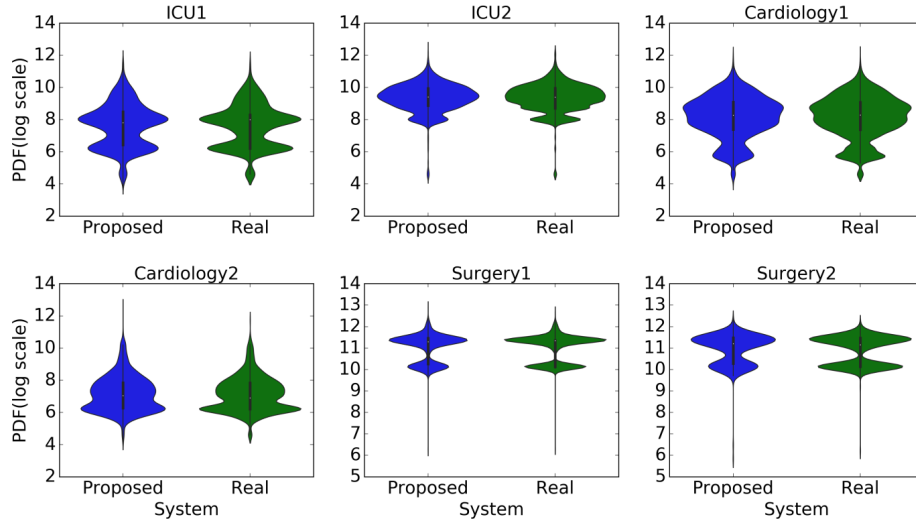 ICU1
ICU2
Cardiology1
PDF(log scale)
14
12
10
8
6
4
2
14
12
10
8
6
4
2
14
12
10
8
6
4
2
Proposed Real
Proposed Real
Proposed Real
Cardiology2
Surgery1
Surgery2
PDF(log scale)
14
12
10
8
6
4
2
14
13
12
11
10
9
8
7
6
5
14
13
12
11
10
9
8
7
6
5
Proposed Real
Proposed Real
Proposed Real
System
System
System